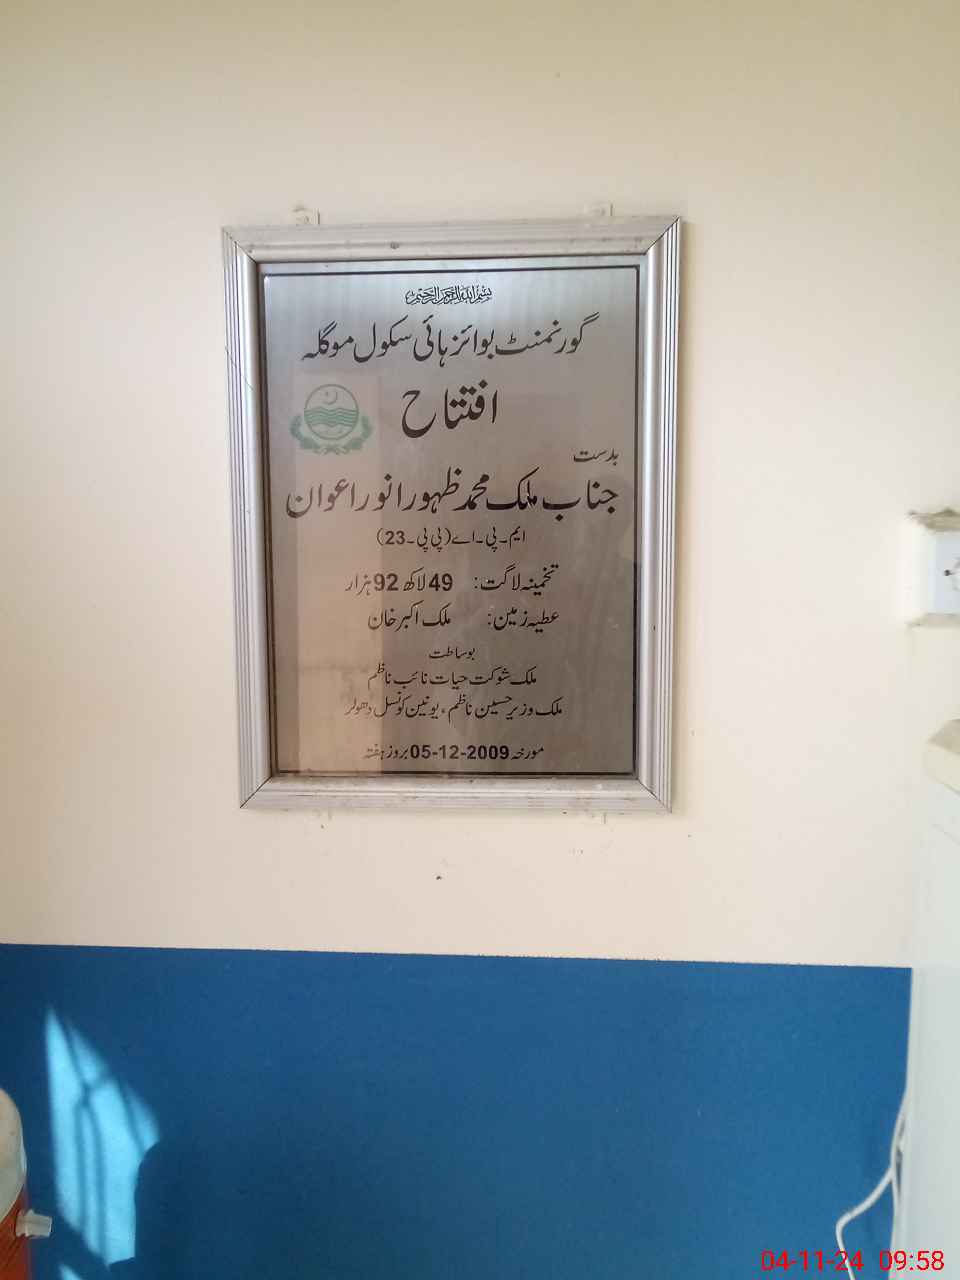 بسم اللہ الرحمن الرحیم
گورنمنٹ بوائز ہائی سکول موگلہ
افتتاح
بدست
جناب ملک محمد ظہور انور اعوان
ایم۔پی۔اے (پی پی۔23)
تخمینہ لاگت: 49 لاکھ 92 ہزار
عطیہ زمین: ملک اکبر خان
بوساطت
ملک شوکت حیات نائب ناظم
ملک وزیر حسین ناظم، یونین کونسل دھولر
مورخہ 05-12-2009 بروز ہفتہ
04-11-24 09:58